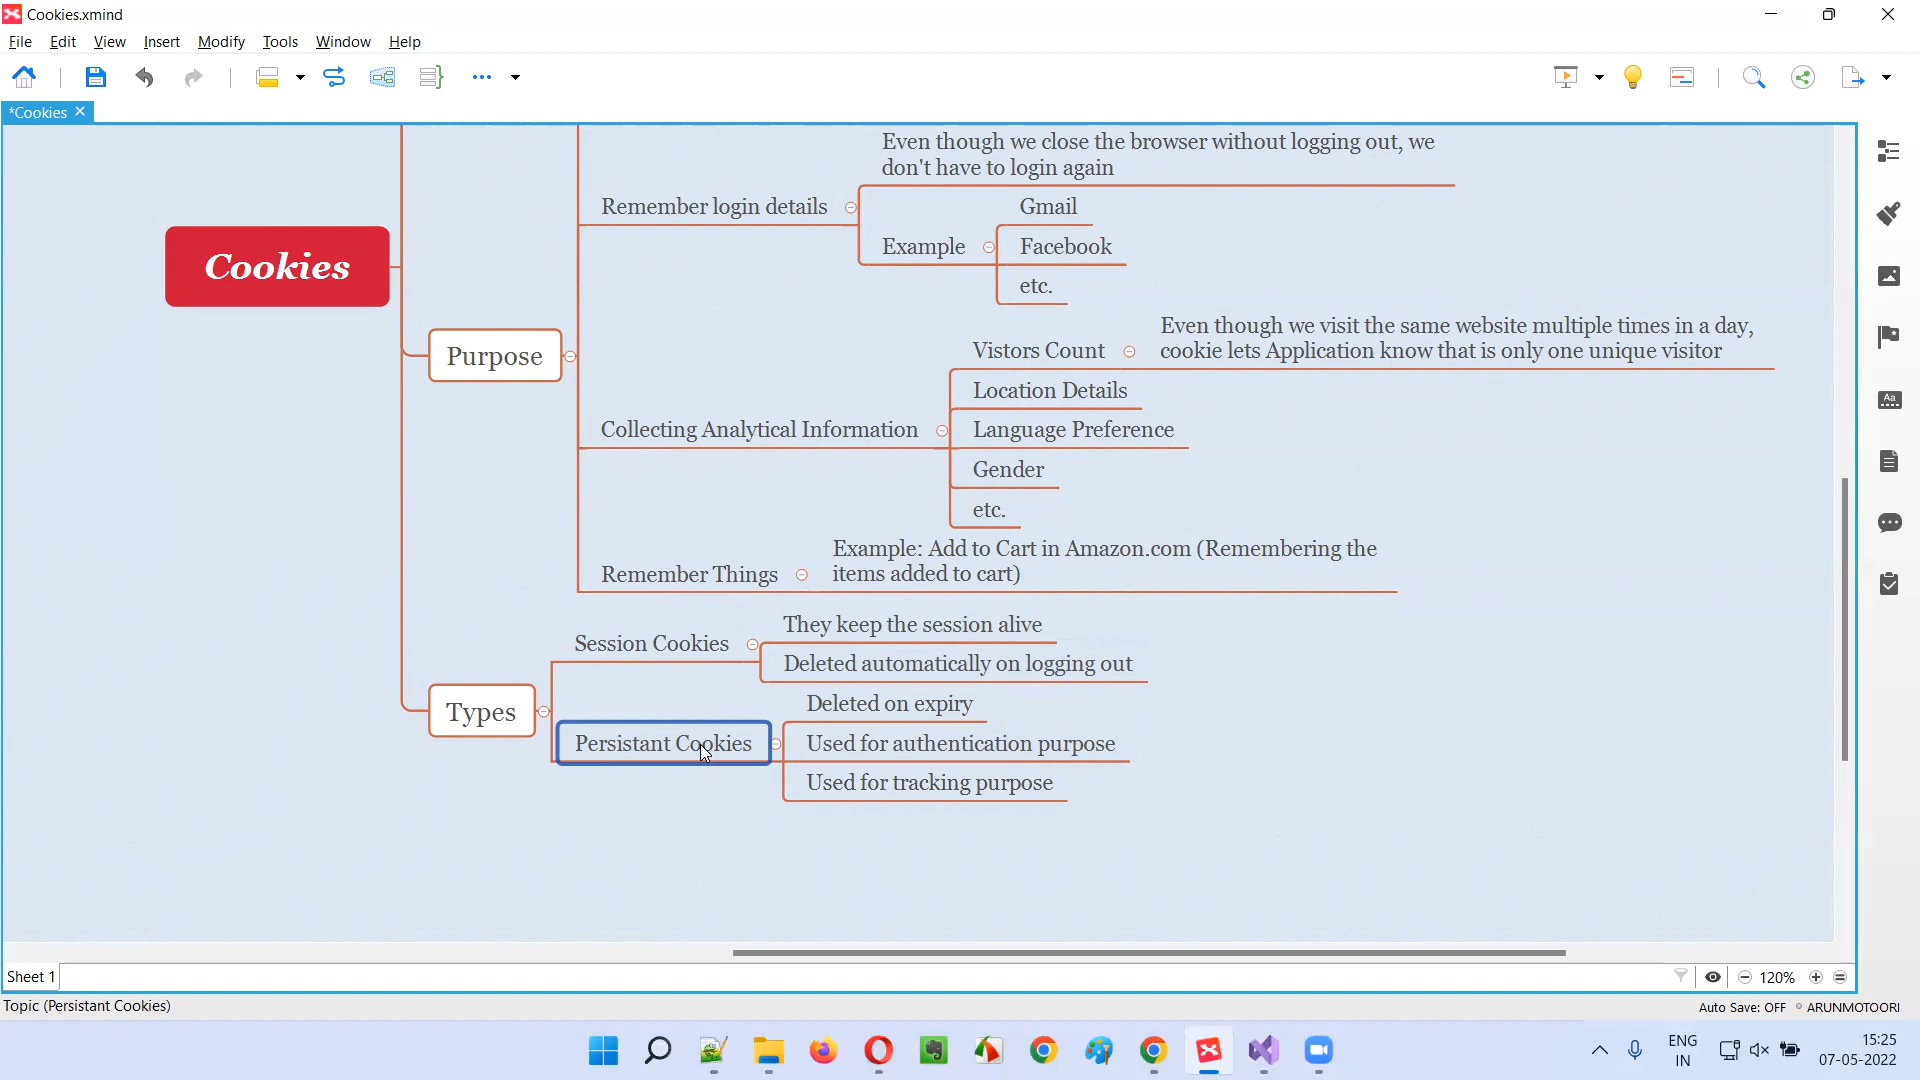 Cookies.xmind
File Edit View Insert Modify Tools Window Help
*Cookies
Even though we close the browser without logging out, we
don't have to login again
Remember login details
Gmail
Example
Facebook
etc.
Cookies
Purpose
Even though we visit the same website multiple times in a day,
cookie lets Application know that is only one unique visitor
Vistors Count
Location Details
Collecting Analytical Information
Language Preference
Gender
etc.
Example: Add to Cart in Amazon.com (Remembering the
items added to cart)
Remember Things
They keep the session alive
Session Cookies
Deleted automatically on logging out
Types
Deleted on expiry
Persistant Cookies
Used for authentication purpose
Used for tracking purpose
Sheet 1
120%
Topic (Persistant Cookies)
Auto Save: OFF
ARUNMOTOORI
ENG
IN
15:25
07-05-2022
Aa